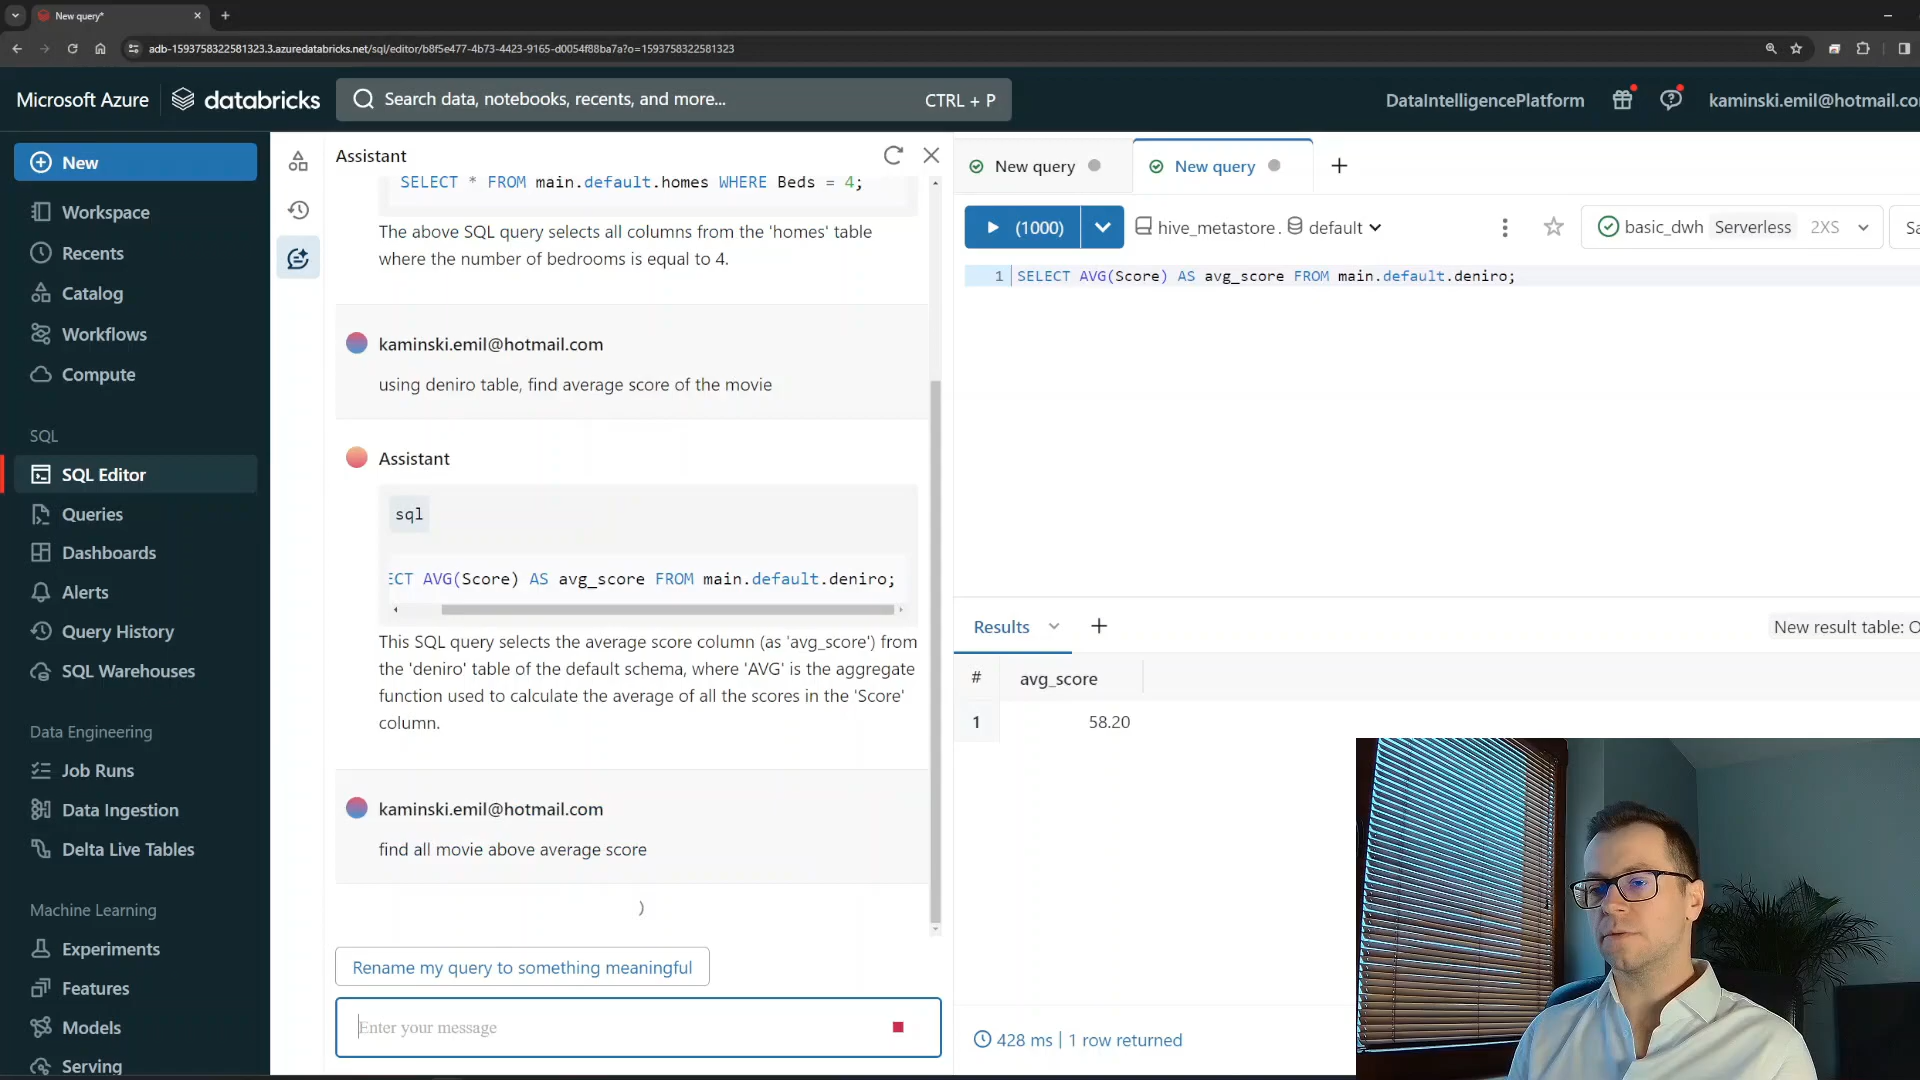 New query*
adb-1593758322581323.3.azuredatabricks.net/sql/editor/b8f5e477-4b73-4423-9165-d0054f88ba7a?o=1593758322581323
Microsoft Azure
databricks
Search data, notebooks, recents, and more...
CTRL + P
DataIntelligencePlatform
kaminski.emil@hotmail.co
New
Workspace
Recents
Catalog
Workflows
Compute
SQL
SQL Editor
Queries
Dashboards
Alerts
Query History
SQL Warehouses
Data Engineering
Job Runs
Data Ingestion
Delta Live Tables
Machine Learning
Experiments
Features
Models
Serving
Assistant
SELECT * FROM main.default.homes WHERE Beds = 4;
The above SQL query selects all columns from the 'homes' table
where the number of bedrooms is equal to 4.
kaminski.emil@hotmail.com
using deniro table, find average score of the movie
Assistant
sql
ECT AVG(Score) AS avg_score FROM main.default.deniro;
This SQL query selects the average score column (as 'avg_score') from
the 'deniro' table of the default schema, where 'AVG' is the aggregate
function used to calculate the average of all the scores in the 'Score'
column.
kaminski.emil@hotmail.com
find all movie above average score
Rename my query to something meaningful
Enter your message
New query
New query
(1000)
hive_metastore.
default
basic_dwh
Serverless
2XS
Sa
1
SELECT AVG(Score) AS avg_score FROM main.default.deniro;
Results
New result table: O
# avg_score
1 58.20
428 ms | 1 row returned